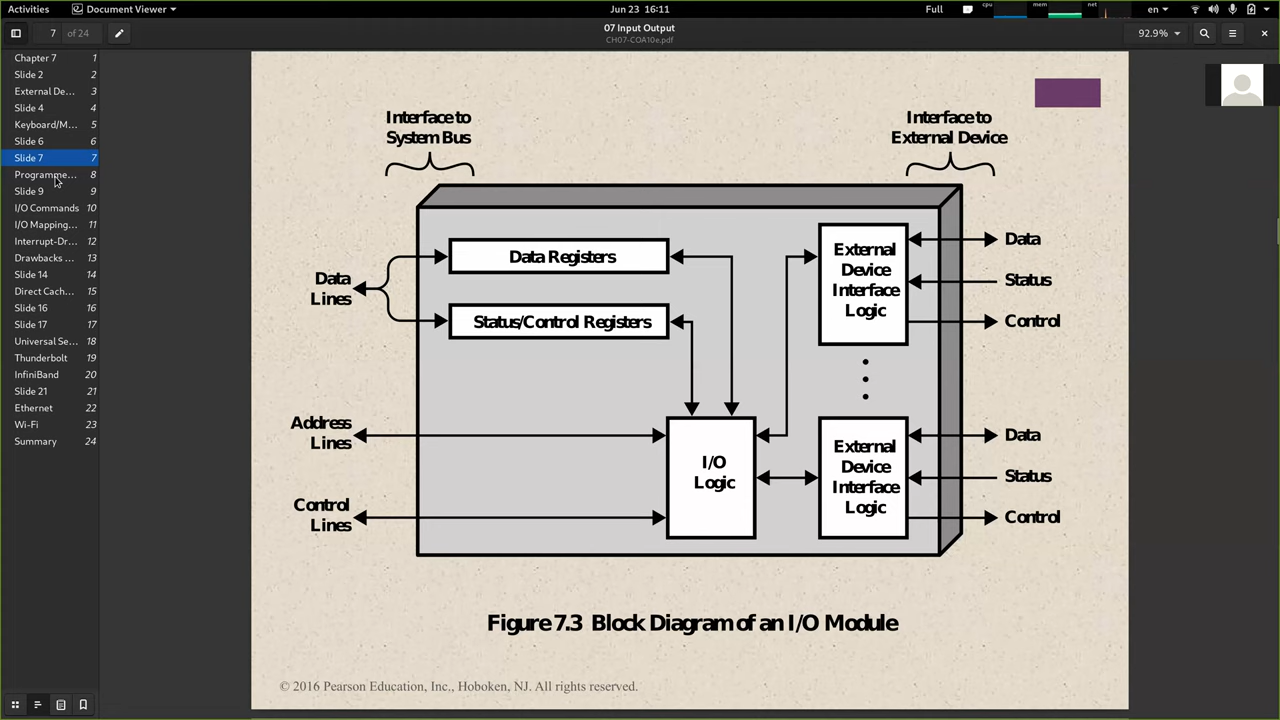 Activities
Document Viewer
Jun 23 16:11
Full
cpu
mem
net
en
7
of 24
07 Input Output
CH07-COA10e.pdf
92.9%
Chapter 7 1
Slide 2 2
External De... 3
Slide 4 4
Keyboard/M... 5
Slide 6 6
Slide 7 7
Programme... 8
Slide 9 9
I/O Commands 10
I/O Mapping... 11
Interrupt-Dr... 12
Drawbacks ... 13
Slide 14 14
Direct Cach... 15
Slide 16 16
Slide 17 17
Universal Se... 18
Thunderbolt 19
InfiniBand 20
Slide 21 21
Ethernet 22
Wi-Fi 23
Summary 24
Interface to
System Bus
Interface to
External Device
Data Registers
Status/Control Registers
Data
Lines
Address
Lines
Control
Lines
I/O
Logic
External
Device
Interface
Logic
Data
Status
Control
External
Device
Interface
Logic
Data
Status
Control
Figure 7.3 Block Diagram of an I/O Module
© 2016 Pearson Education, Inc., Hoboken, NJ. All rights reserved.